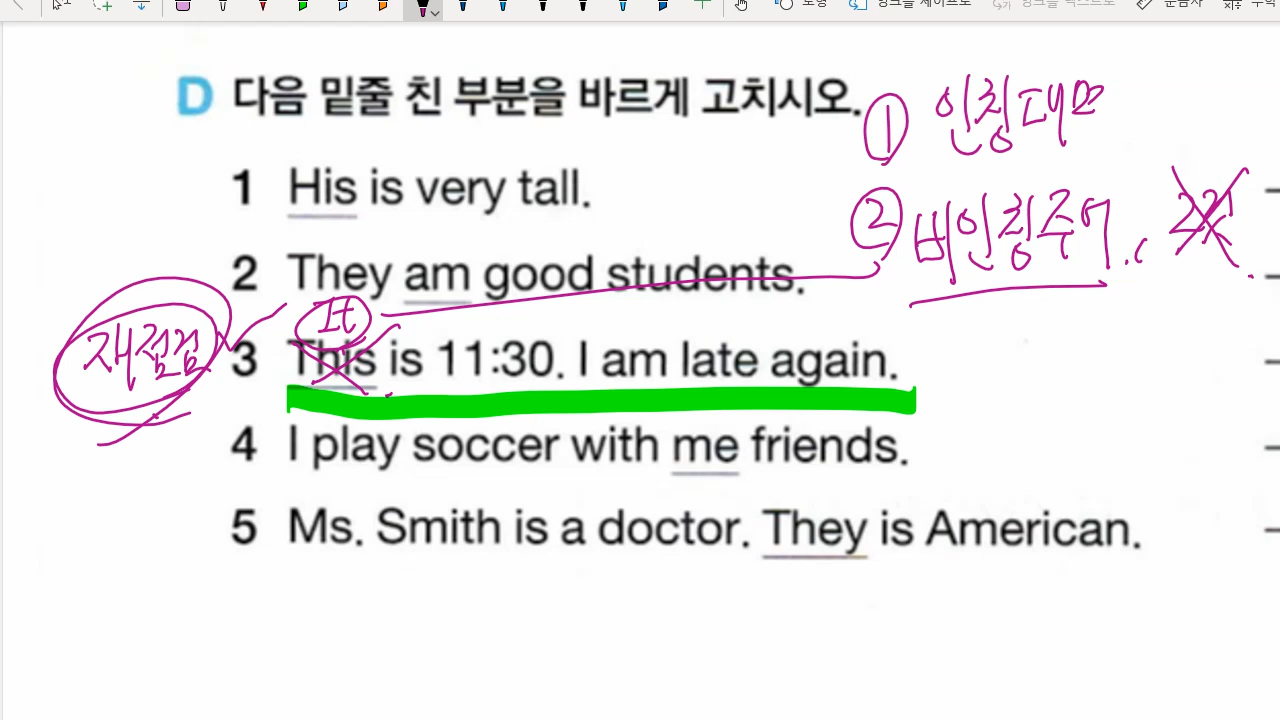 D 다음 밑줄 친 부분을 바르게 고치시오.
① 인칭대명
1 His is very tall.
② 비인칭주어
2 They am good students.
It
재점검
3 This is 11:30. I am late again.
4 I play soccer with me friends.
5 Ms. Smith is a doctor. They is American.